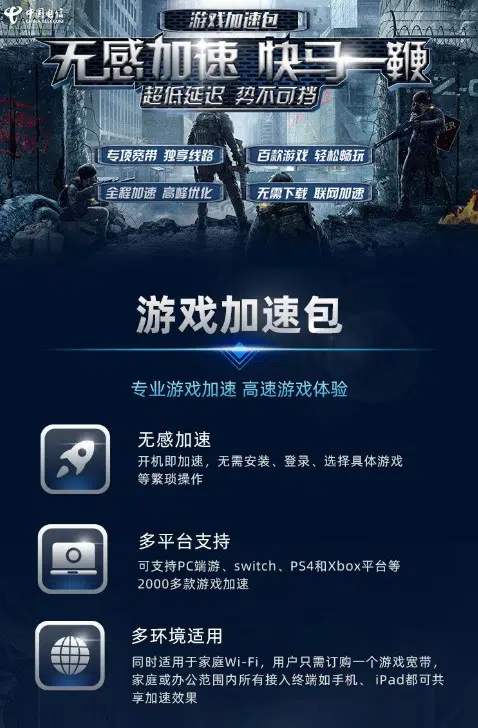 中国电信
CHINA TELECOM
游戏加速包
无感加速 快马一鞭
超低延迟 势不可挡
专项宽带 独享线路
百款游戏 轻松畅玩
全程加速 高峰优化
无需下载 联网加速
游戏加速包
专业游戏加速 高速游戏体验
无感加速
开机即加速，无需安装、登录、选择具体游戏
等繁琐操作
多平台支持
可支持PC端游、switch、PS4和Xbox平台等
2000多款游戏加速
多环境适用
同时适用于家庭Wi-Fi，用户只需订购一个游戏宽带，
家庭或办公范围内所有接入终端如手机、 iPad都可共
享加速效果